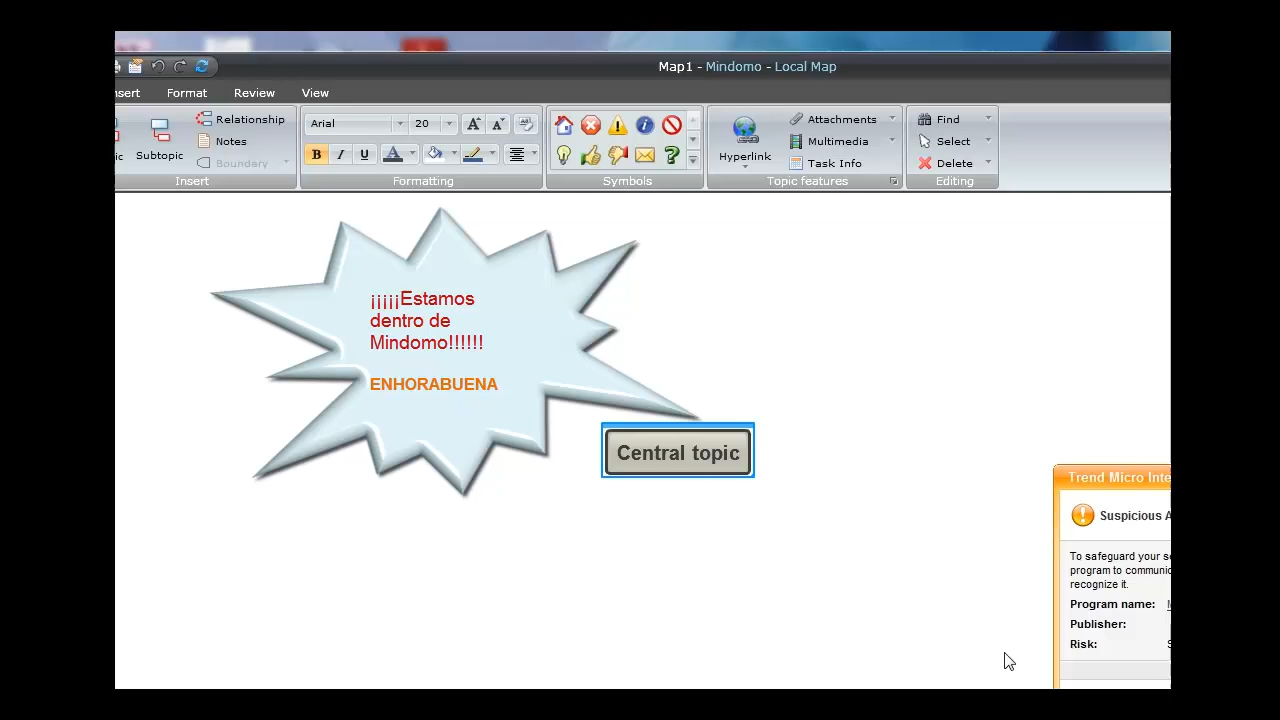 Map1 - Mindomo - Local Map
nsert Format Review View
Relationship
Notes
Boundary
Subtopic
Insert
Arial 20
B I U
Formatting
Symbols
Hyperlink
Attachments
Multimedia
Task Info
Topic features
Find
Select
Delete
Editing
¡¡¡¡¡Estamos
dentro de
Mindomo!!!!!!
ENHORABUENA
Central topic
Trend Micro Inte
Suspicious A
To safeguard your se
program to communic
recognize it.
Program name:
Publisher:
Risk: